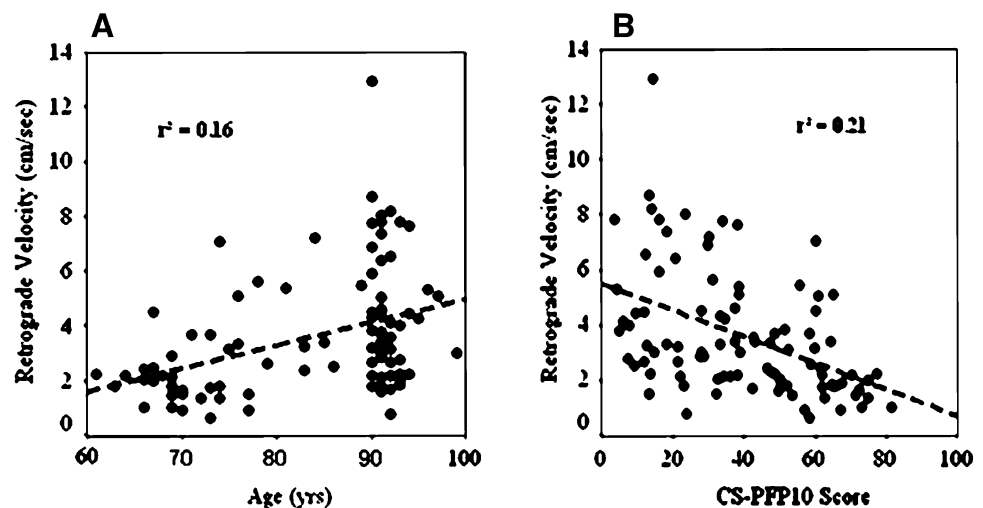 A
B
14
12
10
8
6
4
2
0
r² = 0.16
Retrograde Velocity (cm/sec)
60 70 80 90 100
Age (yrs)
14
12
10
8
6
4
2
0
r² = 0.21
Retrograde Velocity (cm/sec)
0 20 40 60 80 100
CS-PFP10 Score